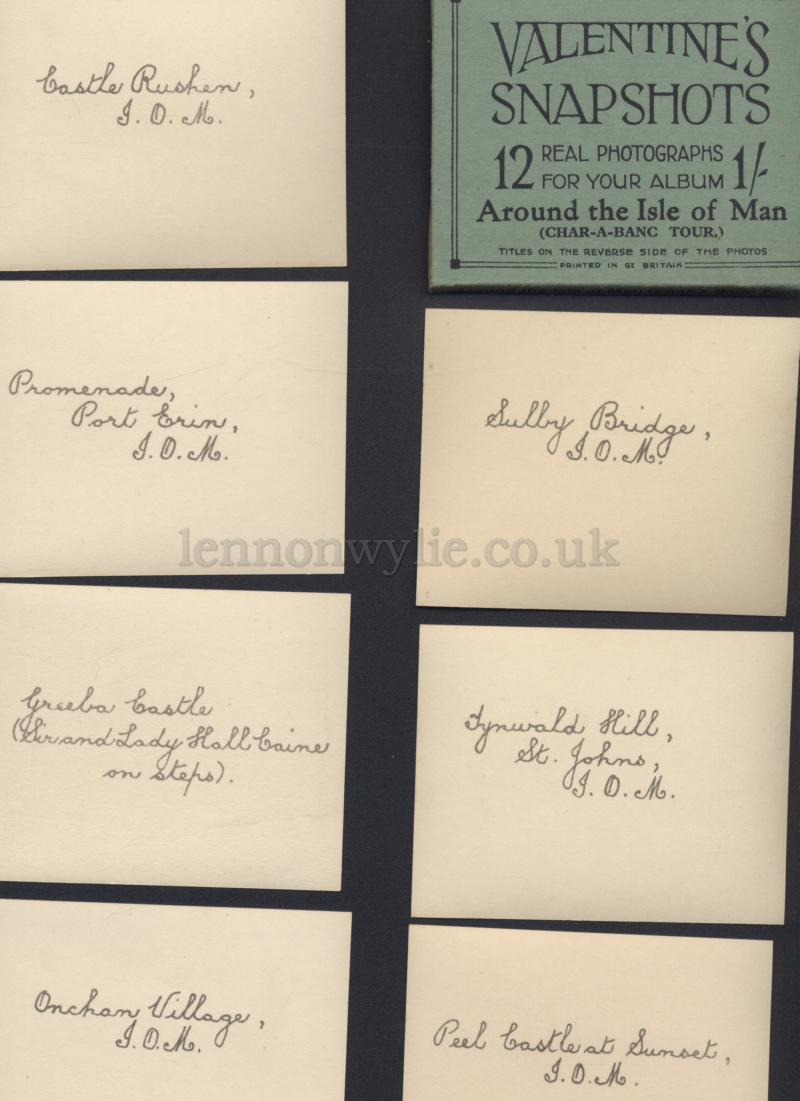 Castle Rushen,
I. O. M.
VALENTINE'S
SNAPSHOTS
12 REAL PHOTOGRAPHS
FOR YOUR ALBUM 1/-
Around the Isle of Man
(CHAR-A-BANC TOUR.)
TITLES ON THE REVERSE SIDE OF THE PHOTOS
PRINTED IN GT BRITAIN
Promenade,
Port Erin,
I. O. M.
Sulby Bridge,
I. O. M.
lennonwylie.co.uk
Greeba Castle
(Sir and Lady Hall Caine
on steps).
Tynwald Hill,
St. Johns,
I. O. M.
Onchan Village,
I. O. M.
Peel Castle at Sunset,
I. O. M.